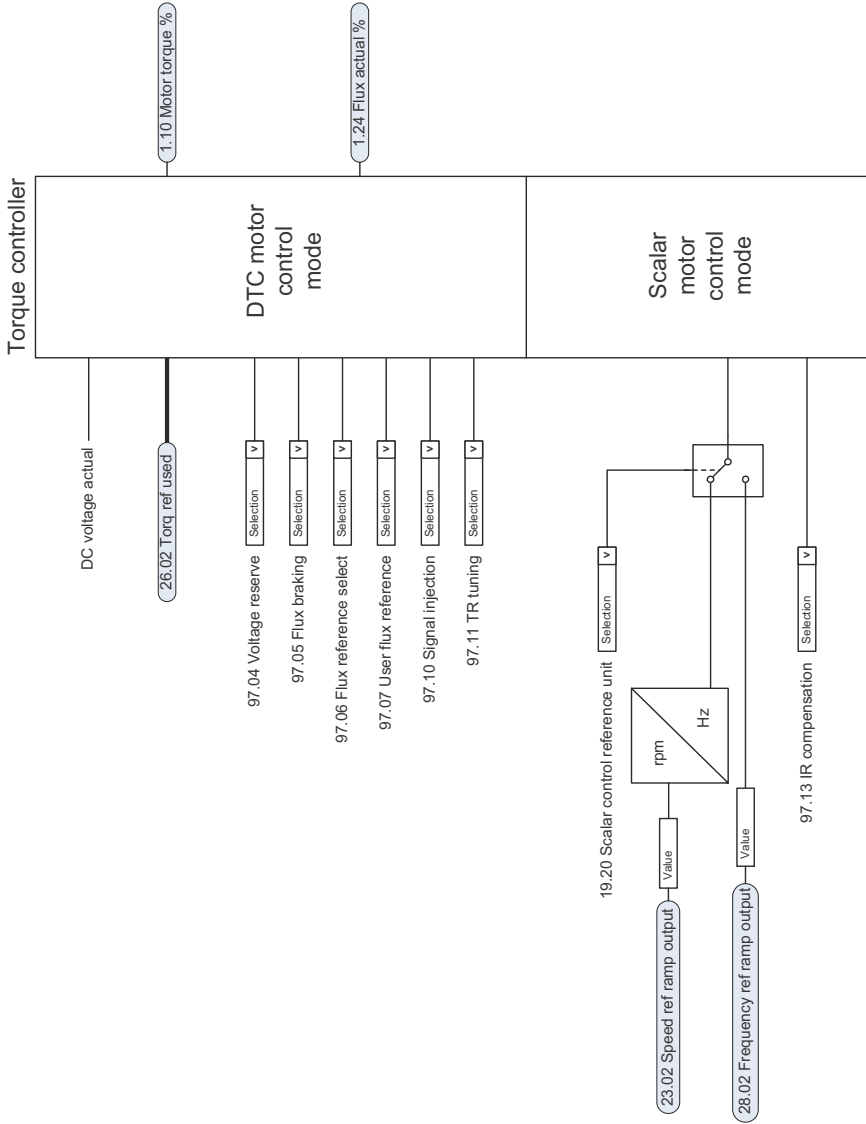 Torque controller
DC voltage actual
26.02 Torq ref used
1.10 Motor torque %
97.04 Voltage reserve
Selection
v
97.05 Flux braking
Selection
v
97.06 Flux reference select
Selection
v
97.07 User flux reference
Selection
v
97.10 Signal injection
Selection
v
97.11 TR tuning
Selection
v
DTC motor
control
mode
1.24 Flux actual %
19.20 Scalar control reference unit
Selection
v
23.02 Speed ref ramp output
Value
rpm
Hz
28.02 Frequency ref ramp output
Value
97.13 IR compensation
Selection
v
Scalar
motor
control
mode